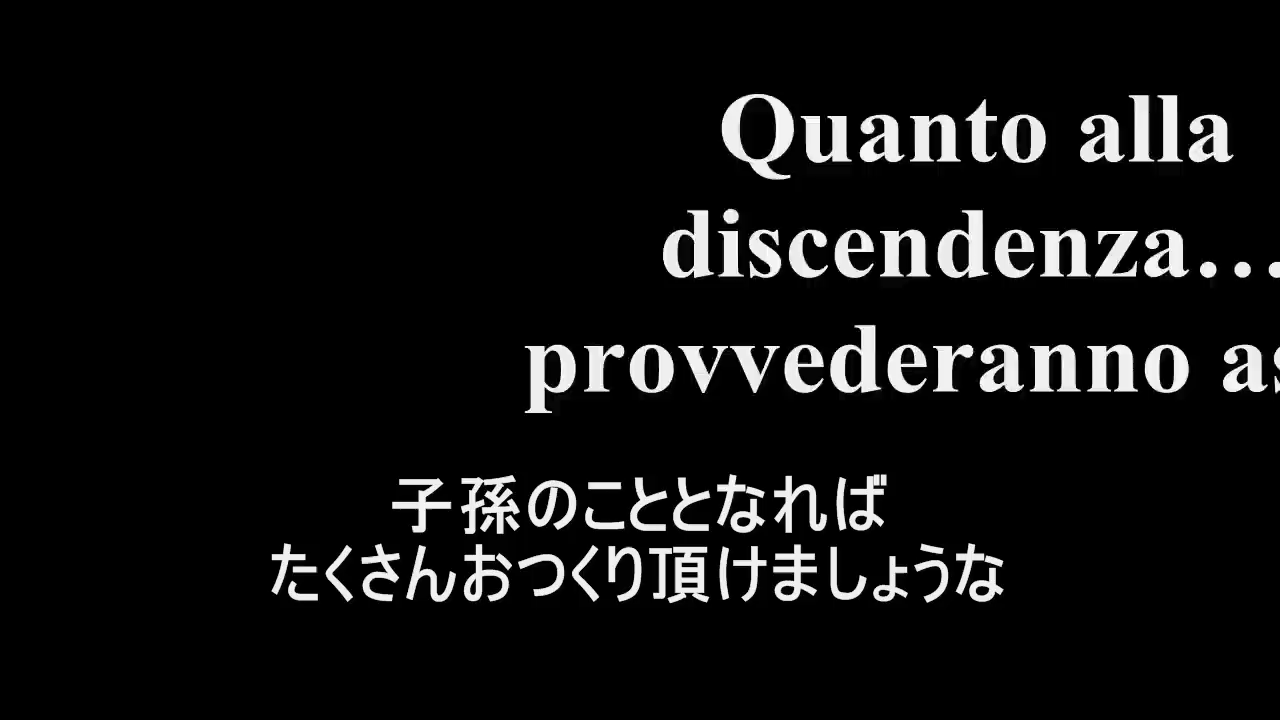 Quanto alla
discendenza…
provvederanno
子孫のこととなれば
たくさんおつくり頂けましょうな